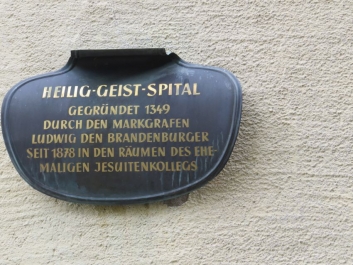 HEILIG-GEIST-SPITAL
GEGRÜNDET 1349
DURCH DEN MARKGRAFEN
LUDWIG DEN BRANDENBURGER
SEIT 1878 IN DEN RÄUMEN DES EHE-
MALIGEN JESUITENKOLLEGS